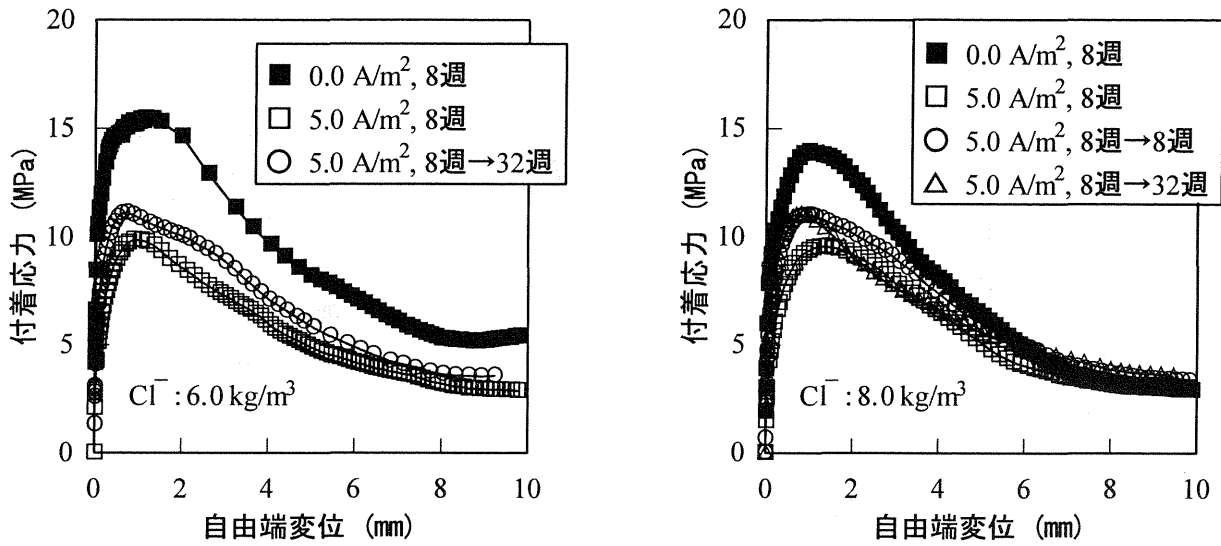 20
15
10
5
0
付着応力 (MPa)
■ 0.0 A/m², 8週
□ 5.0 A/m², 8週
○ 5.0 A/m², 8週→32週
Cl⁻ : 6.0 kg/m³
0 2 4 6 8 10
自由端変位 (mm)
20
15
10
5
0
付着応力 (MPa)
■ 0.0 A/m², 8週
□ 5.0 A/m², 8週
○ 5.0 A/m², 8週→8週
△ 5.0 A/m², 8週→32週
Cl⁻ : 8.0 kg/m³
0 2 4 6 8 10
自由端変位 (mm)